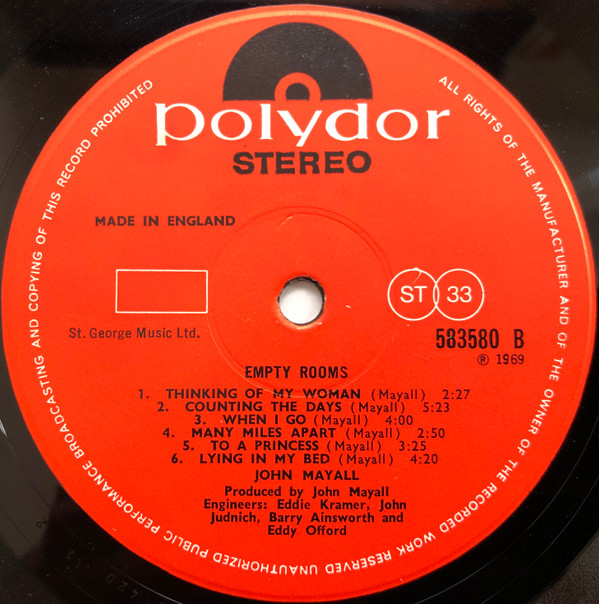 polydor
STEREO
MADE IN ENGLAND
St. George Music Ltd.
ST 33
583580 B
℗ 1969
EMPTY ROOMS
1. THINKING OF MY WOMAN (Mayall) 2:27
2. COUNTING THE DAYS (Mayall) 5:23
3. WHEN I GO (Mayall) 4:00
4. MANY MILES APART (Mayall) 2:50
5. TO A PRINCESS (Mayall) 3:25
6. LYING IN MY BED (Mayall) 4:20
JOHN MAYALL
Produced by John Mayall
Engineers: Eddie Kramer, John
Judnich, Barry Ainsworth and
Eddy Offord
ALL RIGHTS OF THE MANUFACTURER AND OF THE OWNER OF THE RECORDED WORK RESERVED UNAUTHORIZED PUBLIC PERFORMANCE BROADCASTING AND COPYING OF THIS RECORD PROHIBITED